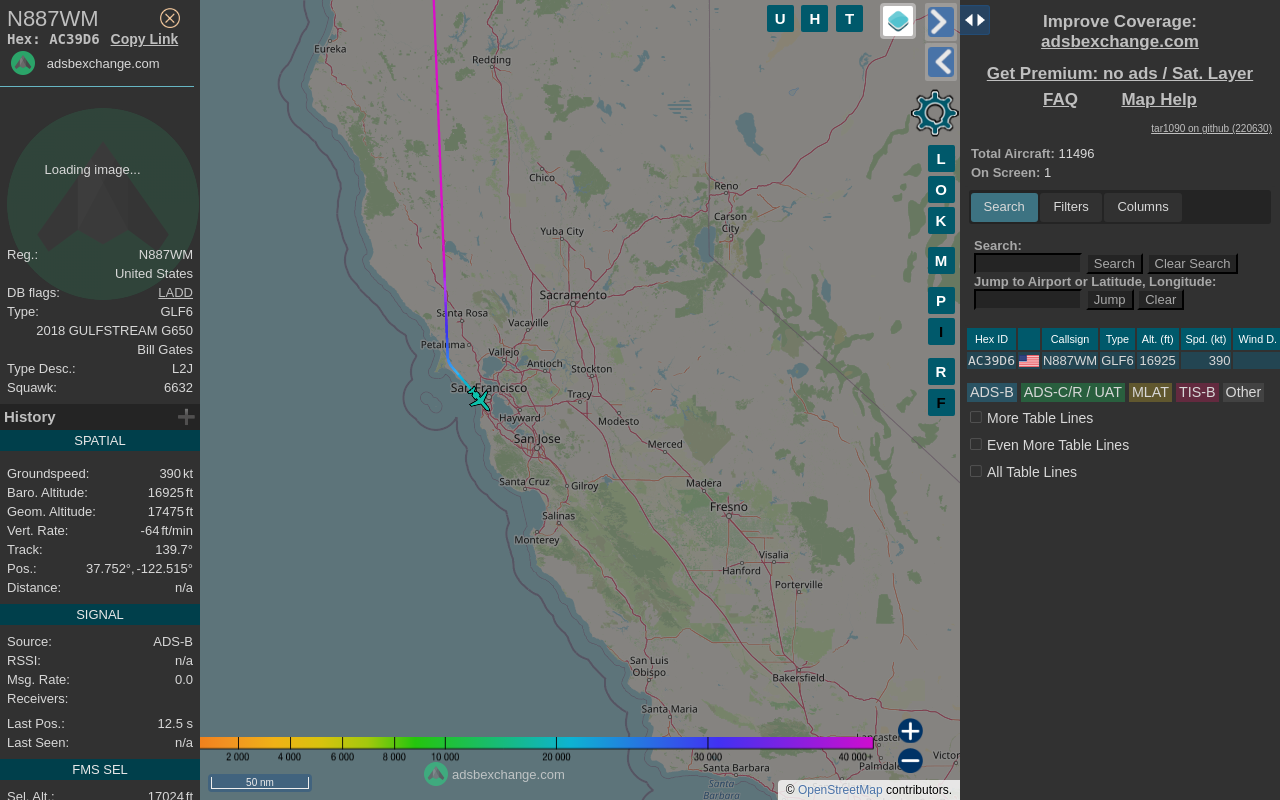 N887WM
Hex: AC39D6 Copy Link
adsbexchange.com
Loading image...
Reg.: N887WM
United States
DB flags: LADD
Type: GLF6
2018 GULFSTREAM G650
Bill Gates
Type Desc.: L2J
Squawk: 6632
History
SPATIAL
Groundspeed: 390 kt
Baro. Altitude: 16925 ft
Geom. Altitude: 17475 ft
Vert. Rate: -64 ft/min
Track: 139.7°
Pos.: 37.752°, -122.515°
Distance: n/a
SIGNAL
Source: ADS-B
RSSI: n/a
Msg. Rate: 0.0
Receivers:
Last Pos.: 12.5 s
Last Seen: n/a
FMS SEL
Sel. Alt.: 17024 ft
Eureka
Redding
Chico
Reno
Carson
City
Yuba City
Sacramento
Santa Rosa
Vacaville
Petaluma
Vallejo
Antioch
Stockton
San Francisco
Tracy
Hayward
Modesto
San Jose
Merced
Santa Cruz
Gilroy
Madera
Salinas
Fresno
Monterey
Visalia
Hanford
Porterville
San Luis
Obispo
Bakersfield
Santa Maria
Lancaster
Palmdale
Victor
Santa Barbara
Santa
Barbara
2 000 4 000 6 000 8 000 10 000 20 000 30 000 40 000+
adsbexchange.com
50 nm
© OpenStreetMap contributors.
U H T
L
O
K
M
P
I
R
F
Improve Coverage:
adsbexchange.com
Get Premium: no ads / Sat. Layer
FAQ Map Help
tar1090 on github (220630)
Total Aircraft: 11496
On Screen: 1
Search Filters Columns
Search:
Search Clear Search
Jump to Airport or Latitude, Longitude:
Jump Clear
Hex ID Callsign Type Alt. (ft) Spd. (kt) Wind D.
AC39D6 N887WM GLF6 16925 390
ADS-B ADS-C/R / UAT MLAT TIS-B Other
More Table Lines
Even More Table Lines
All Table Lines